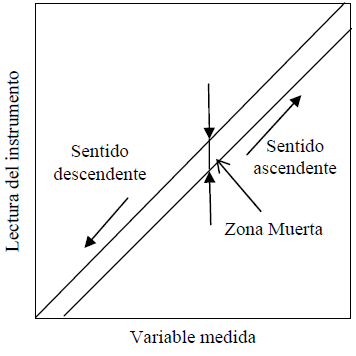 Lectura del instrumento
Sentido
descendente
Sentido
ascendente
Zona Muerta
Variable medida